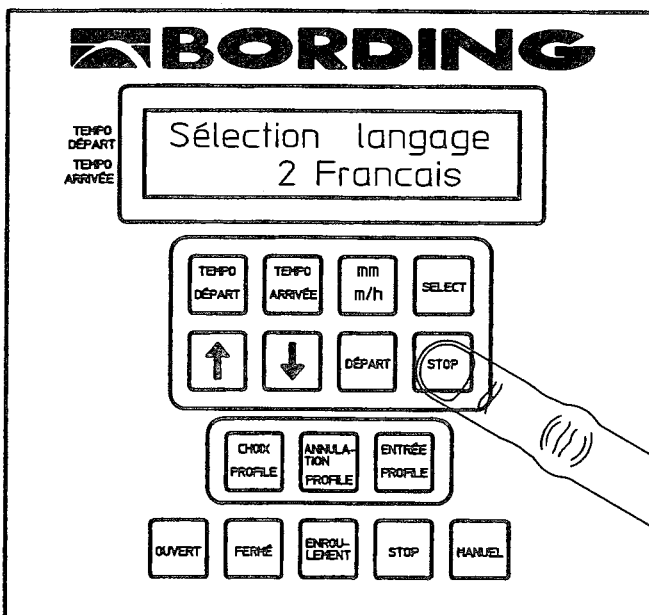 BORDING
TEMPO
DÉPART
TEMPO
ARRIVÉE
Sélection langage
2 Francais
TEMPO
DÉPART
TEMPO
ARRIVÉE
mm
m/h
SELECT
DÉPART
STOP
CHOIX
PROFILE
ANNULA-
TION
PROFILE
ENTRÉE
PROFILE
OUVERT
FERMÉ
ENROU-
LEMENT
STOP
MANUEL